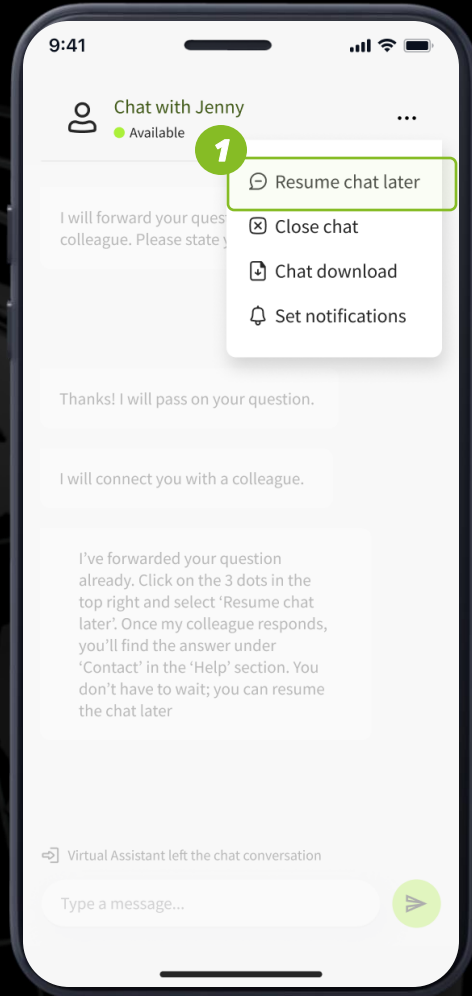 9:41
Chat with Jenny
Available
1
Resume chat later
Close chat
Chat download
Set notifications
I will forward your ques
colleague. Please state
Thanks! I will pass on your question.
I will connect you with a colleague.
I've forwarded your question
already. Click on the 3 dots in the
top right and select ‘Resume chat
later’. Once my colleague responds,
you’ll find the answer under
‘Contact’ in the ‘Help’ section. You
don’t have to wait; you can resume
the chat later
Virtual Assistant left the chat conversation
Type a message...